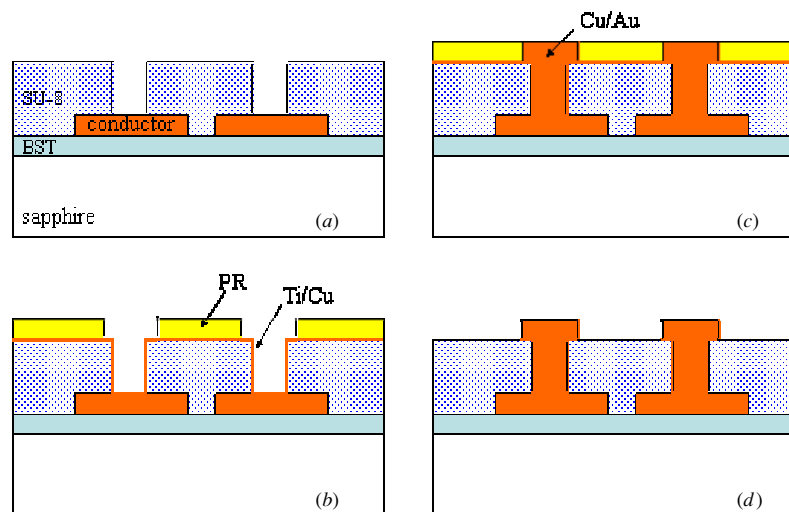 SU-8
conductor
BST
sapphire
(a)
Cu/Au
(c)
PR
Ti/Cu
(b)
(d)